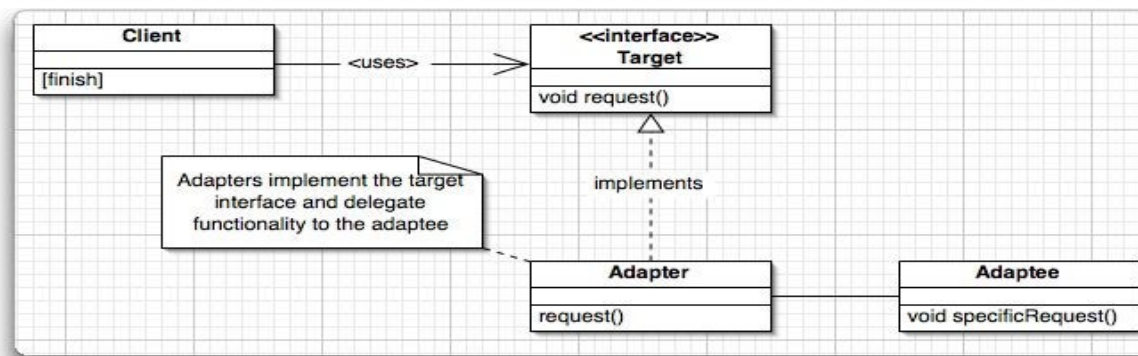 Client
[finish]
<uses>
<<interface>>
Target
void request()
Adapters implement the target
interface and delegate
functionality to the adaptee
implements
Adapter
request()
Adaptee
void specificRequest()